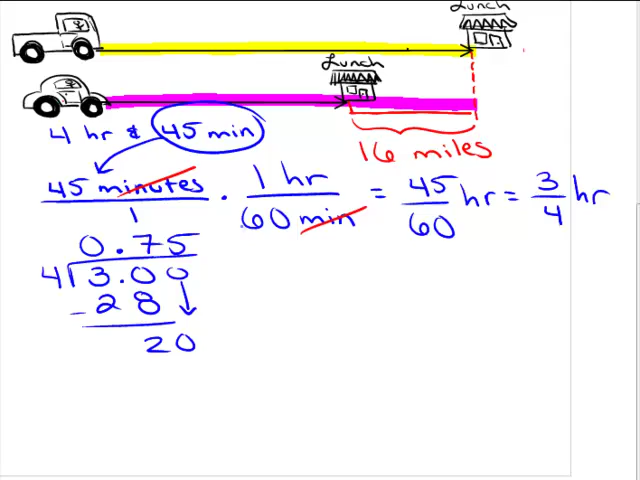 Lunch
Lunch
4 hr & 45 min
16 miles
45 minutes / 1 · 1 hr / 60 min = 45/60 hr = 3/4 hr
0.75
4 3.00
- 28
20